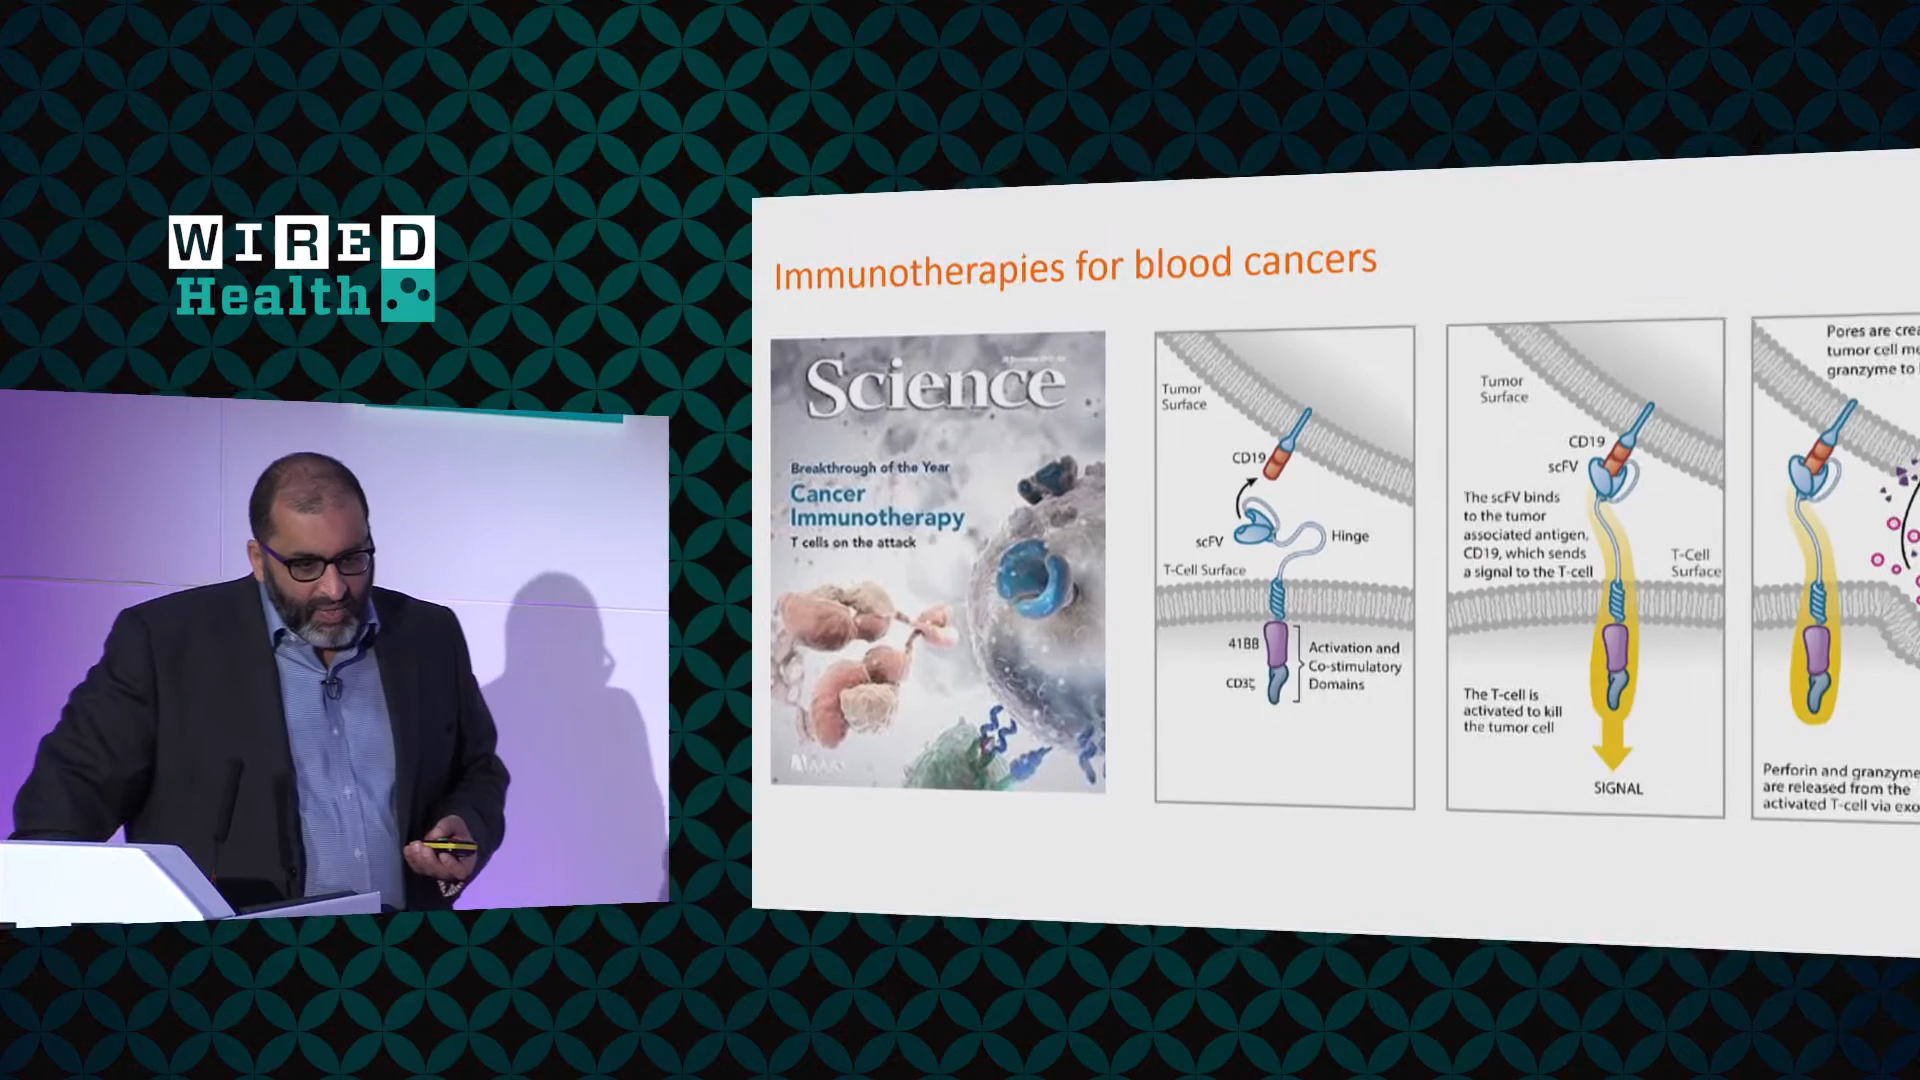 WIRED
Health
Immunotherapies for blood cancers
Science
Breakthrough of the Year
Cancer
Immunotherapy
T cells on the attack
AAAS
Tumor
Surface
CD19
scFV
Hinge
T-Cell Surface
41BB
CD3ζ
Activation and
Co-stimulatory
Domains
Tumor
Surface
CD19
scFV
The scFV binds
to the tumor
associated antigen,
CD19, which sends
a signal to the T-cell
T-Cell
Surface
The T-cell is
activated to kill
the tumor cell
SIGNAL
Pores are crea
tumor cell me
granzyme to
Perforin and granzyme
are released from the
activated T-cell via exo